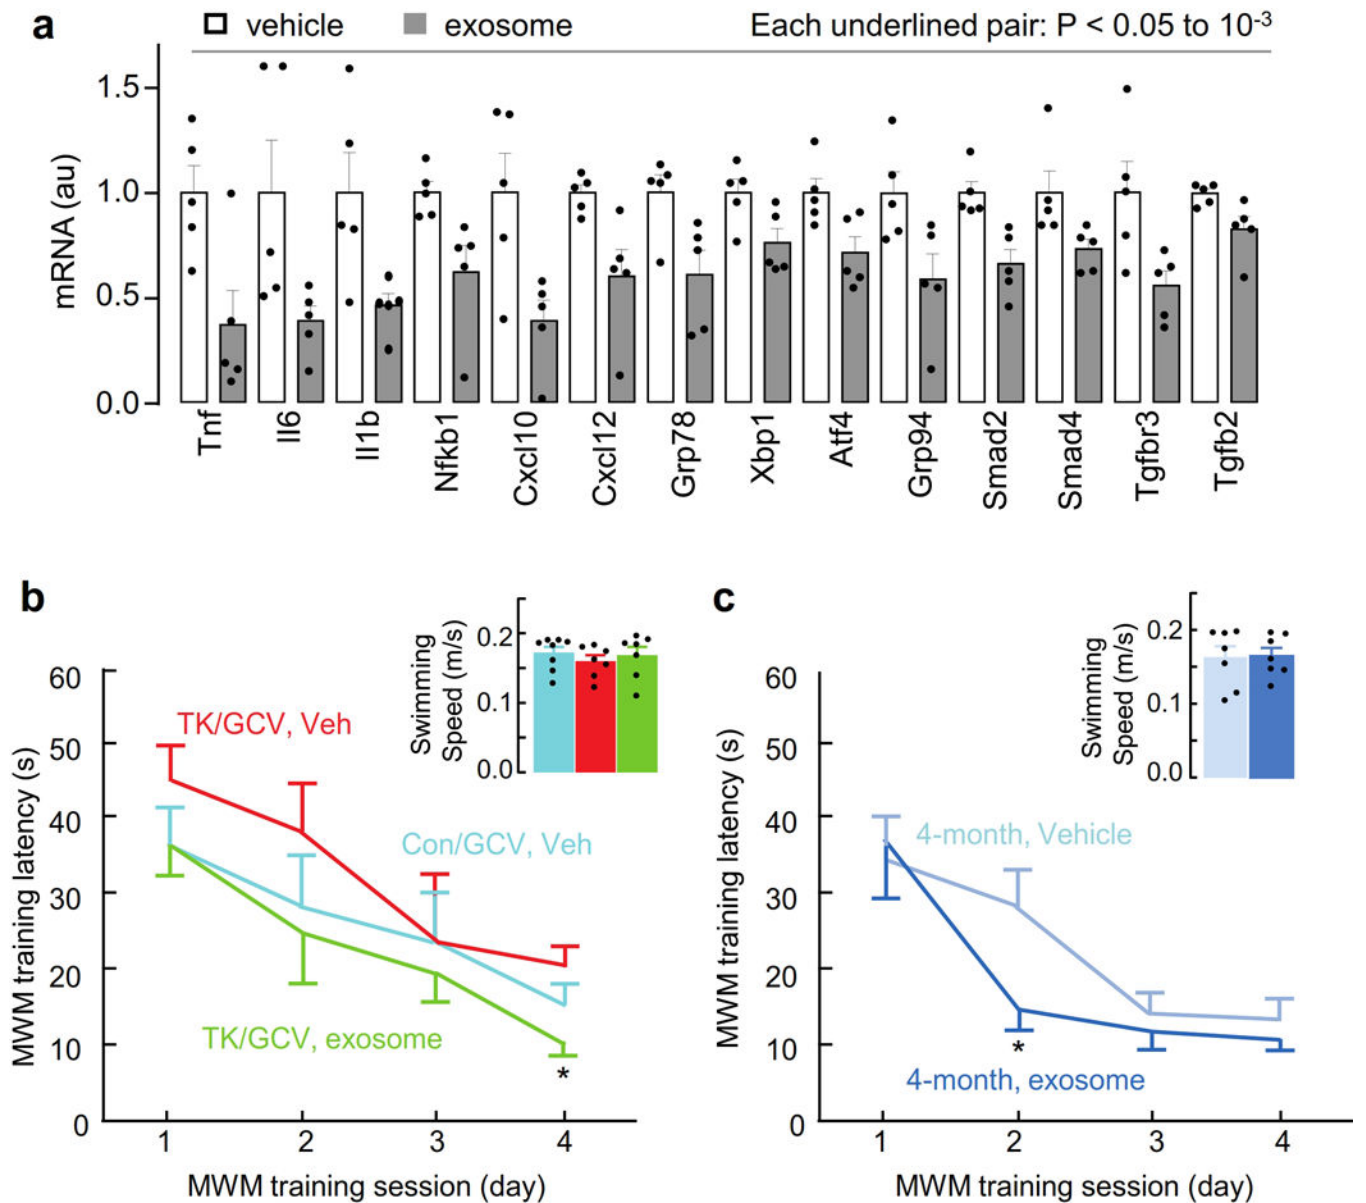 a
vehicle exosome Each underlined pair: P < 0.05 to 10⁻³
mRNA (au)
1.5
1.0
0.5
0.0
Tnf Il6 Il1b Nfkb1 Cxcl10 Cxcl12 Grp78 Xbp1 Atf4 Grp94 Smad2 Smad4 Tgfbr3 Tgfb2
b
Swimming
Speed (m/s)
0.2
0.1
0.0
MWM training latency (s)
60
50
40
30
20
10
0
TK/GCV, Veh
Con/GCV, Veh
TK/GCV, exosome
*
1 2 3 4
MWM training session (day)
c
Swimming
Speed (m/s)
0.2
0.1
0.0
MWM training latency (s)
60
50
40
30
20
10
0
4-month, Vehicle
*
4-month, exosome
1 2 3 4
MWM training session (day)